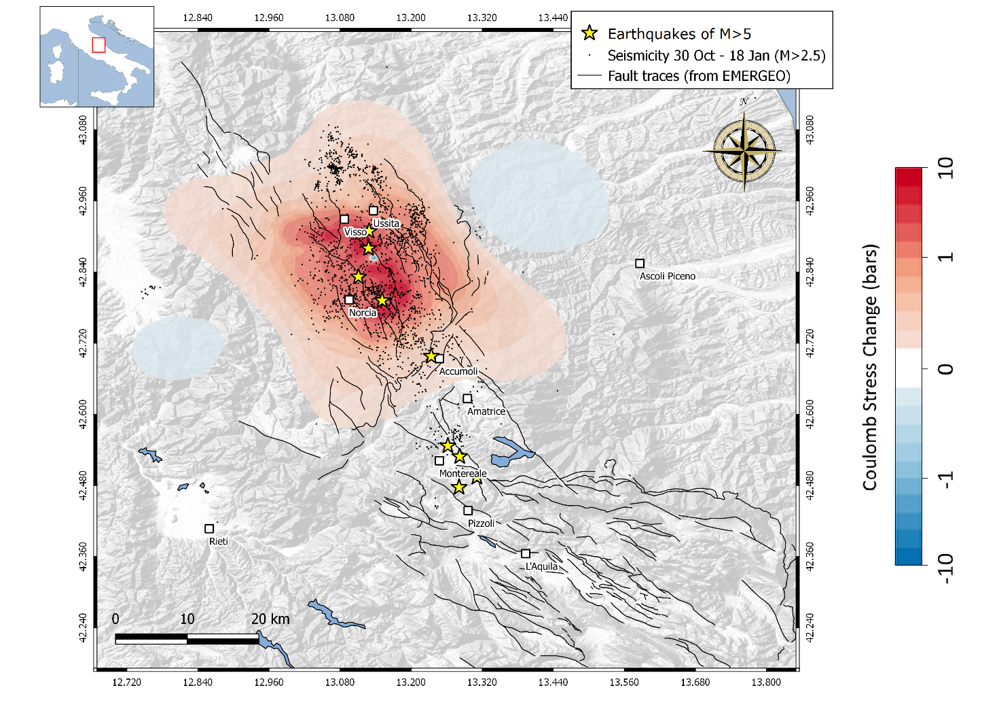 12.840 12.960 13.080 13.200 13.320 13.440
Earthquakes of M>5
Seismicity 30 Oct - 18 Jan (M>2.5)
Fault traces (from EMERGEO)
N
43.080 43.080
42.960 42.960
42.840 42.840
42.720 42.720
42.600 42.600
42.480 42.480
42.360 42.360
42.240 42.240
Ussita
Visso
Ascoli Piceno
Norcia
Accumoli
Amatrice
Montereale
Pizzoli
Rieti
L'Aquila
0 10 20 km
12.720 12.840 12.960 13.080 13.200 13.320 13.440 13.560 13.680 13.800
Coulomb Stress Change (bars)
10
1
0
-1
-10